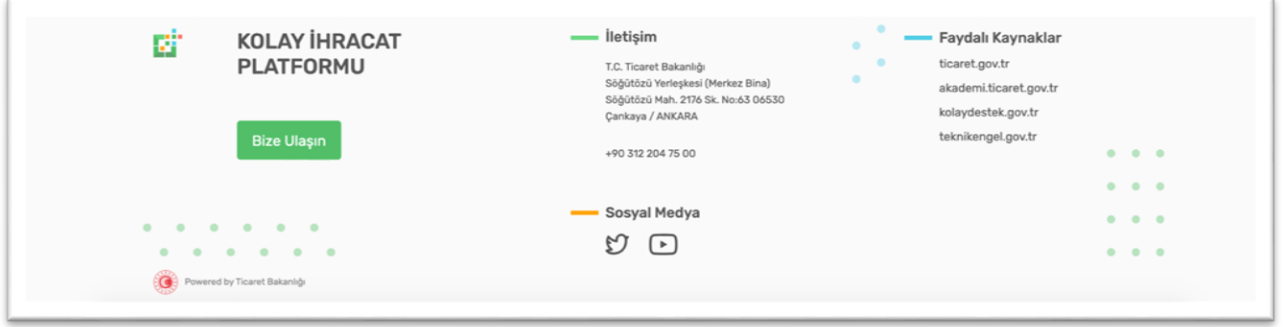 KOLAY İHRACAT
PLATFORMU
Bize Ulaşın
İletişim
T.C. Ticaret Bakanlığı
Söğütözü Yerleşkesi (Merkez Bina)
Söğütözü Mah. 2176 Sk. No:63 06530
Çankaya / ANKARA
+90 312 204 75 00
Sosyal Medya
Faydalı Kaynaklar
ticaret.gov.tr
akademi.ticaret.gov.tr
kolaydestek.gov.tr
teknikengel.gov.tr
Powered by Ticaret Bakanlığı